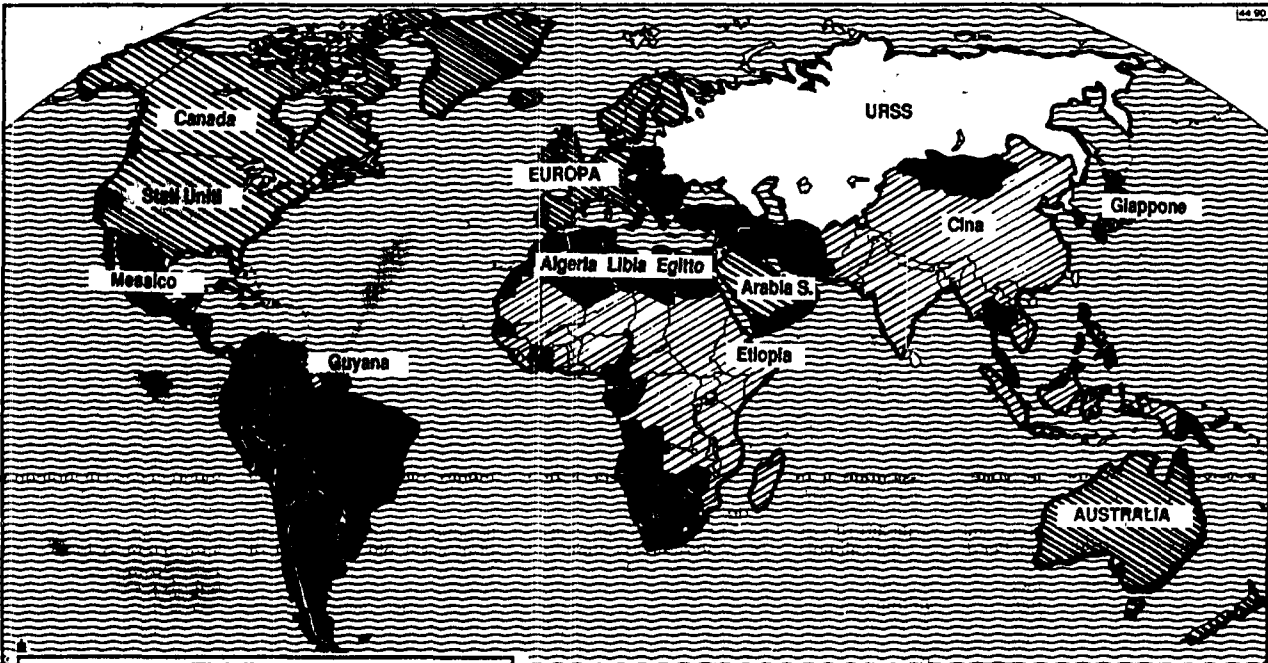 44 90
Canada
URSS
EUROPA
Stati Uniti
Giappone
Cina
Algeria Libia Egitto
Messico
Arabia S.
Etiopia
Guyana
AUSTRALIA